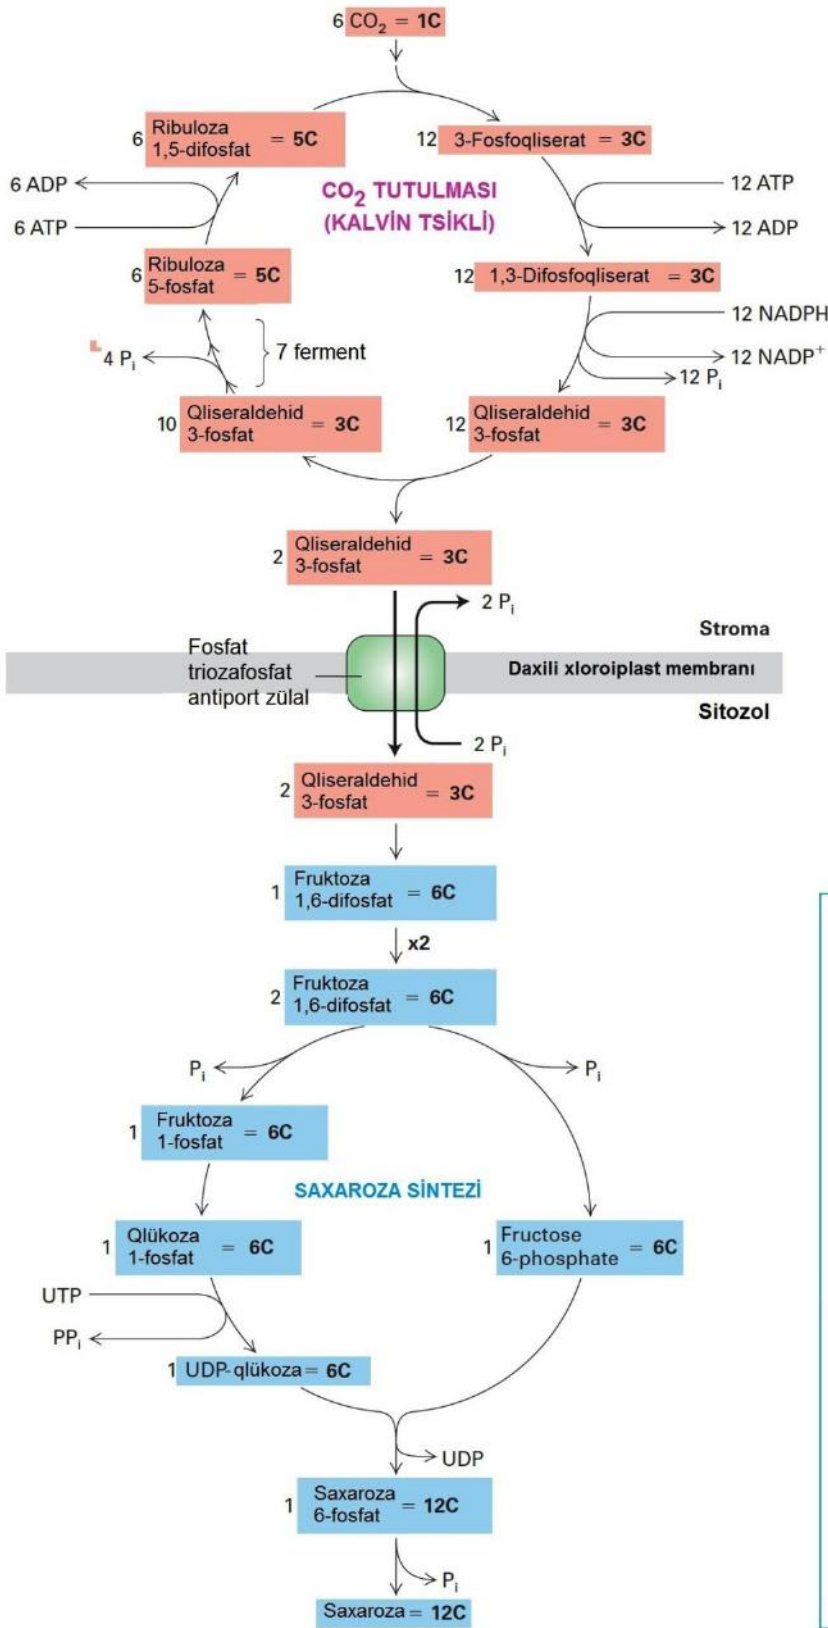 6 CO₂ = 1C
6 Ribuloza
1,5-difosfat = 5C
12 3-Fosfoqliserat = 3C
6 ADP
6 ATP
CO₂ TUTULMASI
(KALVİN TSİKLİ)
12 ATP
12 ADP
6 Ribuloza
5-fosfat = 5C
12 1,3-Difosfoqliserat = 3C
12 NADPH
12 NADP⁺
12 Pᵢ
4 Pᵢ
7 ferment
10 Qliseraldehid
3-fosfat = 3C
12 Qliseraldehid
3-fosfat = 3C
2 Qliseraldehid
3-fosfat = 3C
2 Pᵢ
Stroma
Fosfat
triozafosfat
antiport zülal
Daxili xloroiplast membranı
Sitozol
2 Pᵢ
2 Qliseraldehid
3-fosfat = 3C
1 Fruktoza
1,6-difosfat = 6C
x2
2 Fruktoza
1,6-difosfat = 6C
Pᵢ
Pᵢ
1 Fruktoza
1-fosfat = 6C
SAXAROZA SİNTEZİ
1 Qlükoza
1-fosfat = 6C
1 Fructose
6-phosphate = 6C
UTP
PPᵢ
1 UDP-qlükoza = 6C
UDP
1 Saxaroza
6-fosfat = 12C
Pᵢ
Saxaroza = 12C